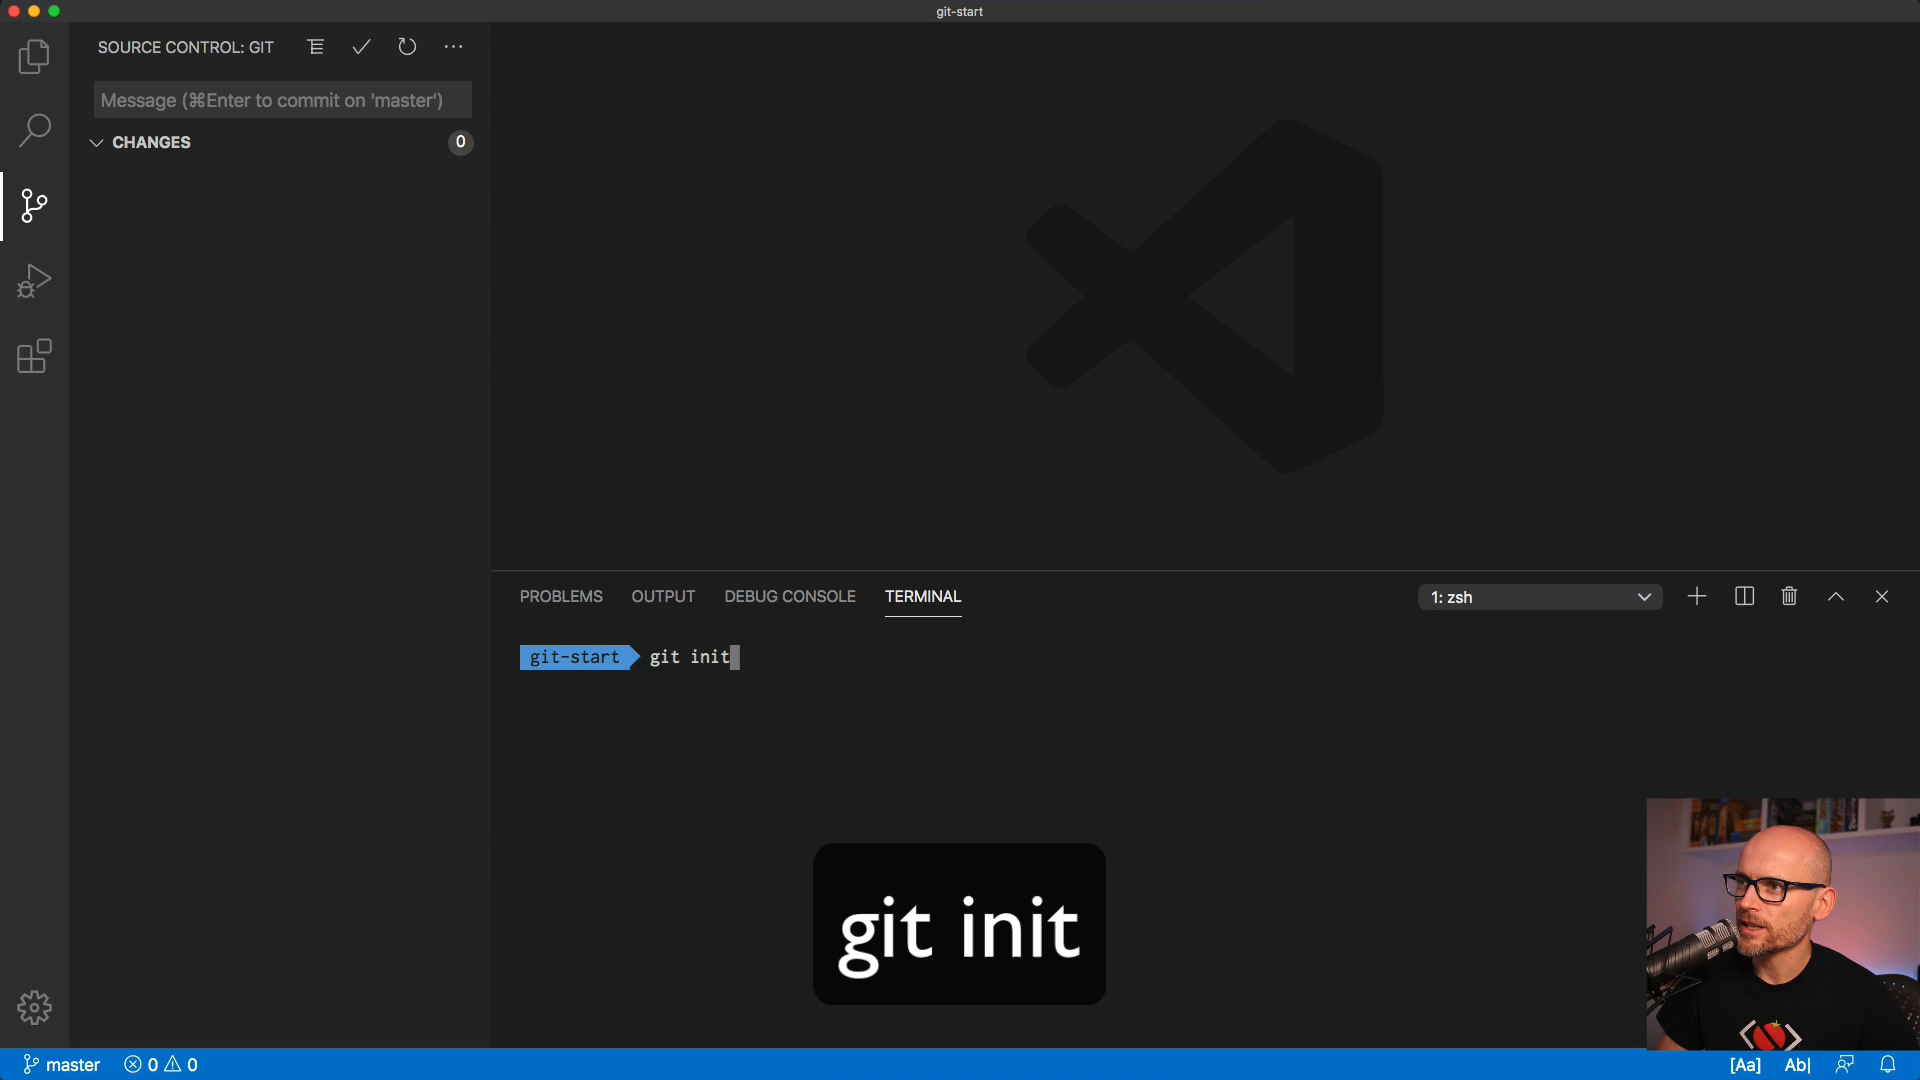 git-start
SOURCE CONTROL: GIT
Message (⌘Enter to commit on 'master')
CHANGES
0
PROBLEMS
OUTPUT
DEBUG CONSOLE
TERMINAL
1: zsh
git-start git init
git init
master
0
0
[Aa]
Ab|